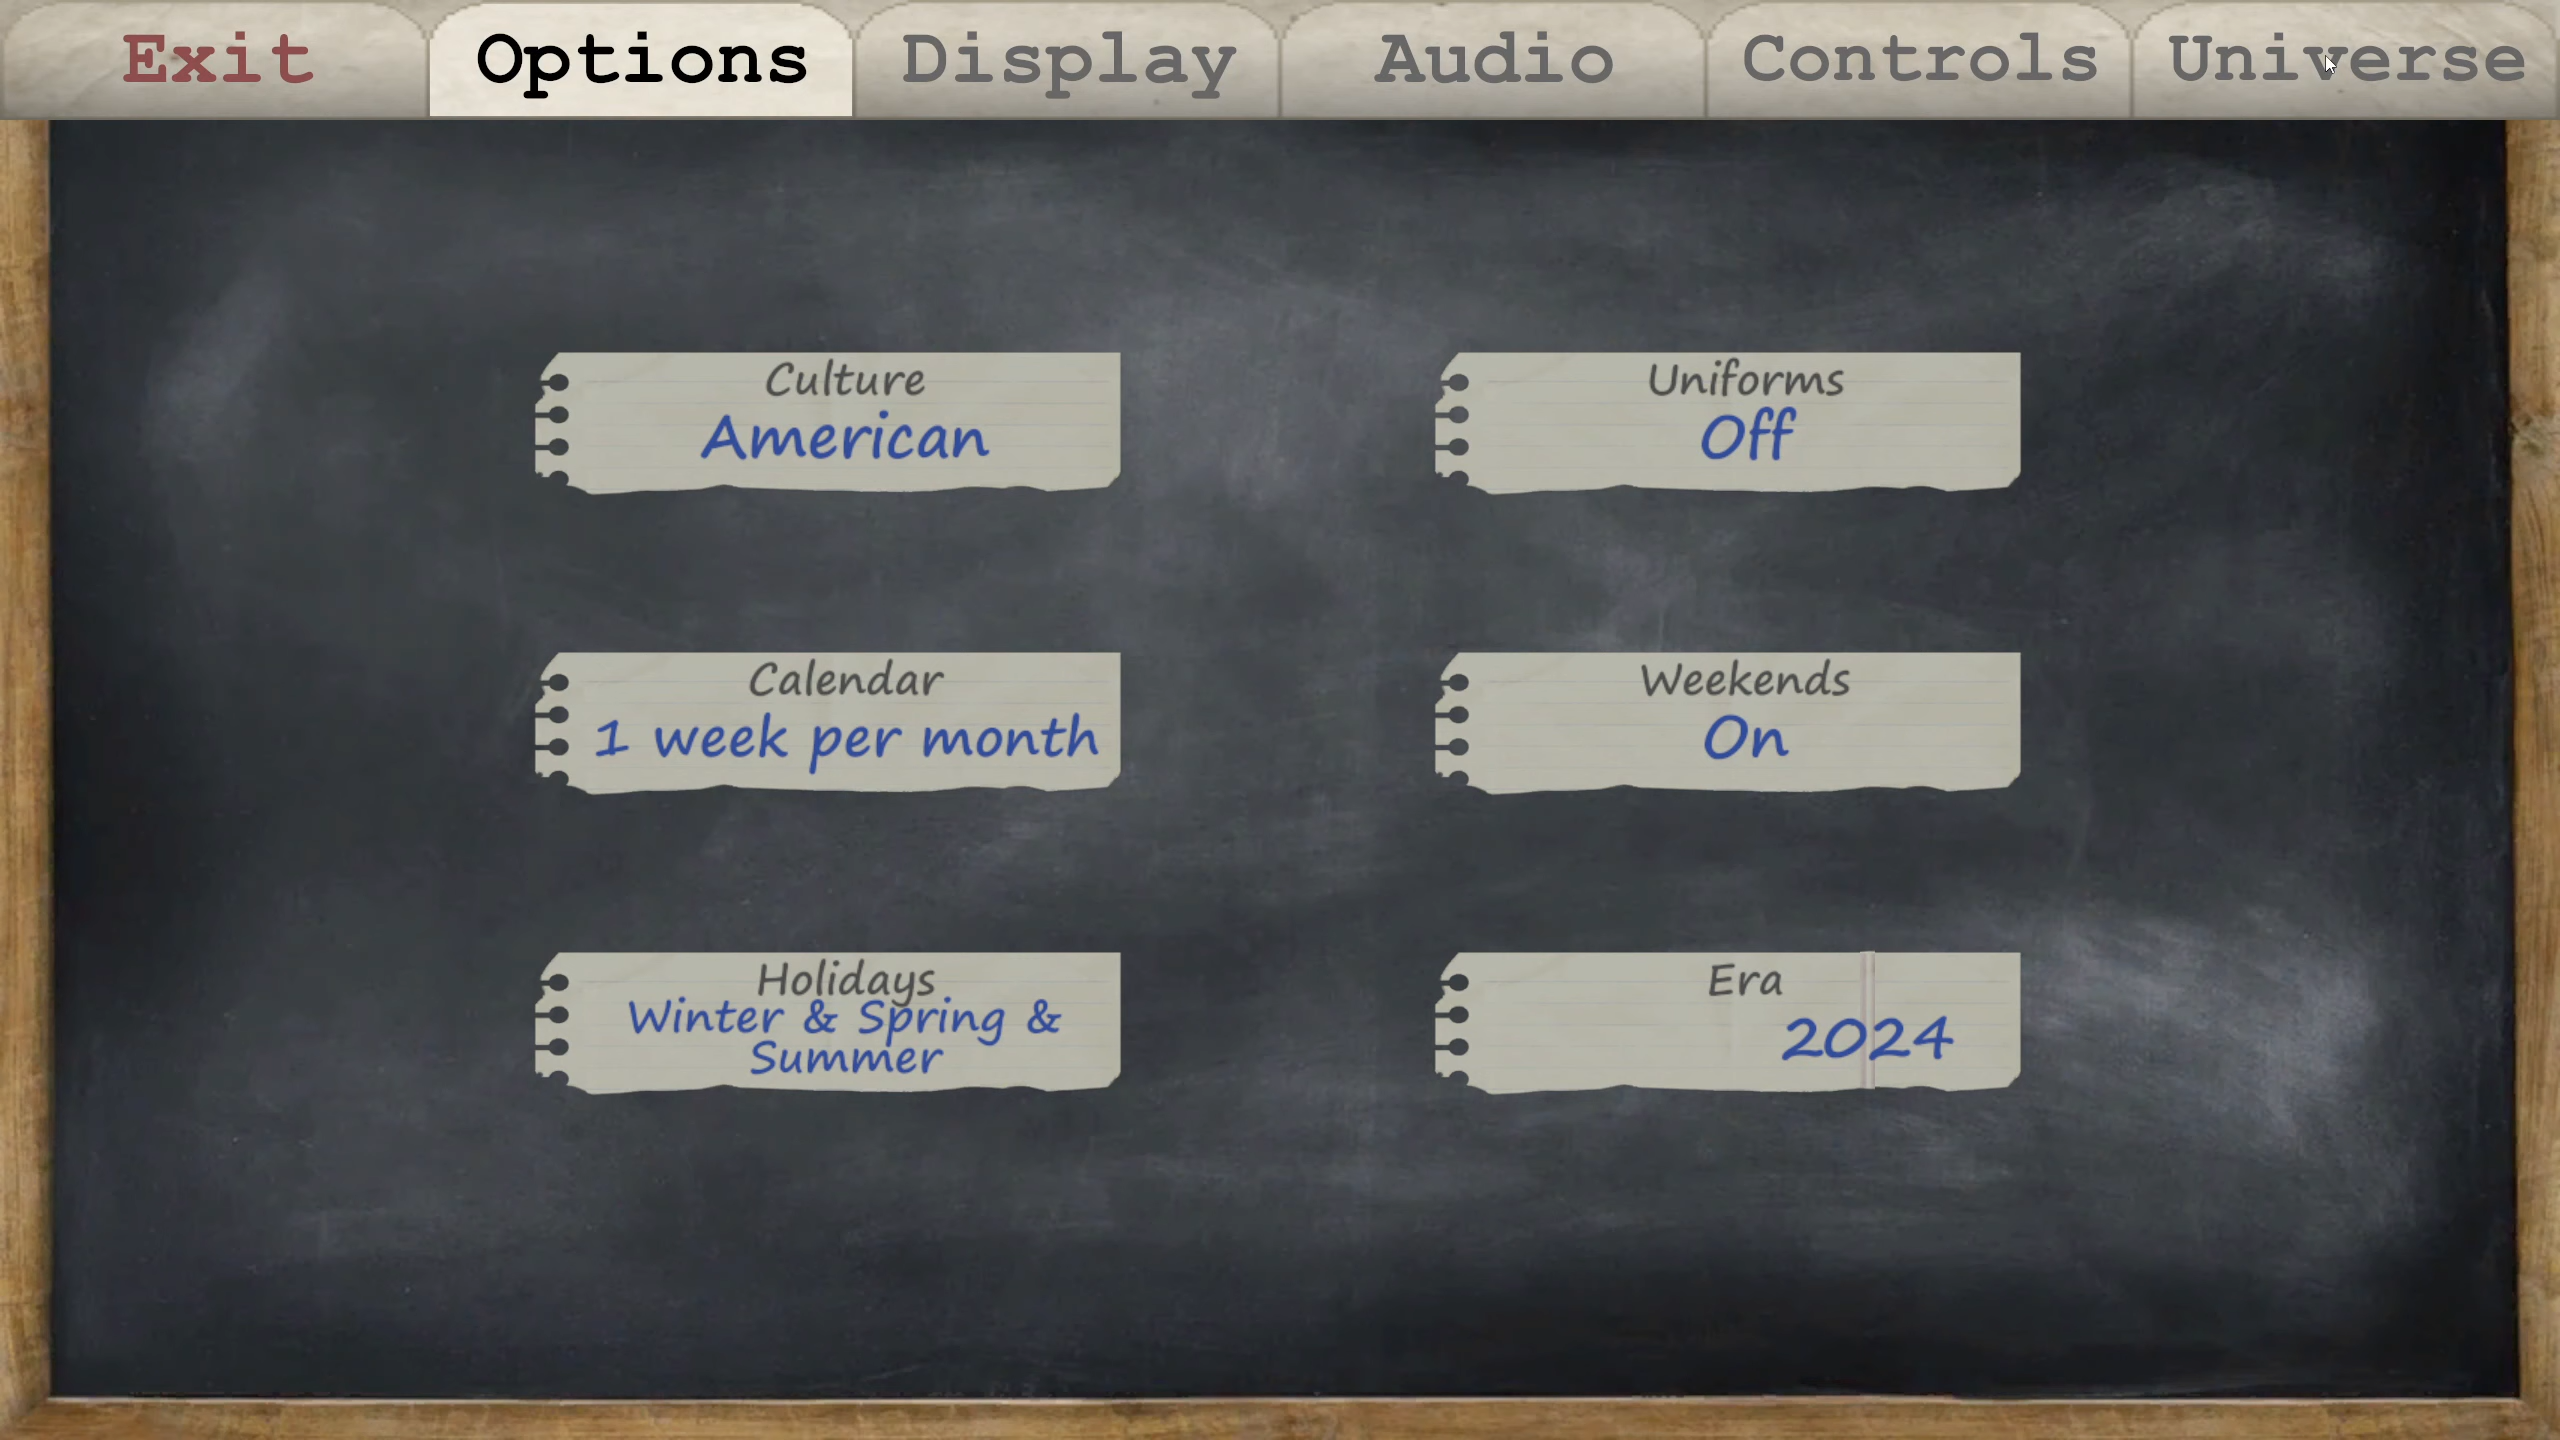 Exit Options Display Audio Controls Universe
Culture
American
Uniforms
Off
Calendar
1 week per month
Weekends
On
Holidays
Winter & Spring &
Summer
Era
2024